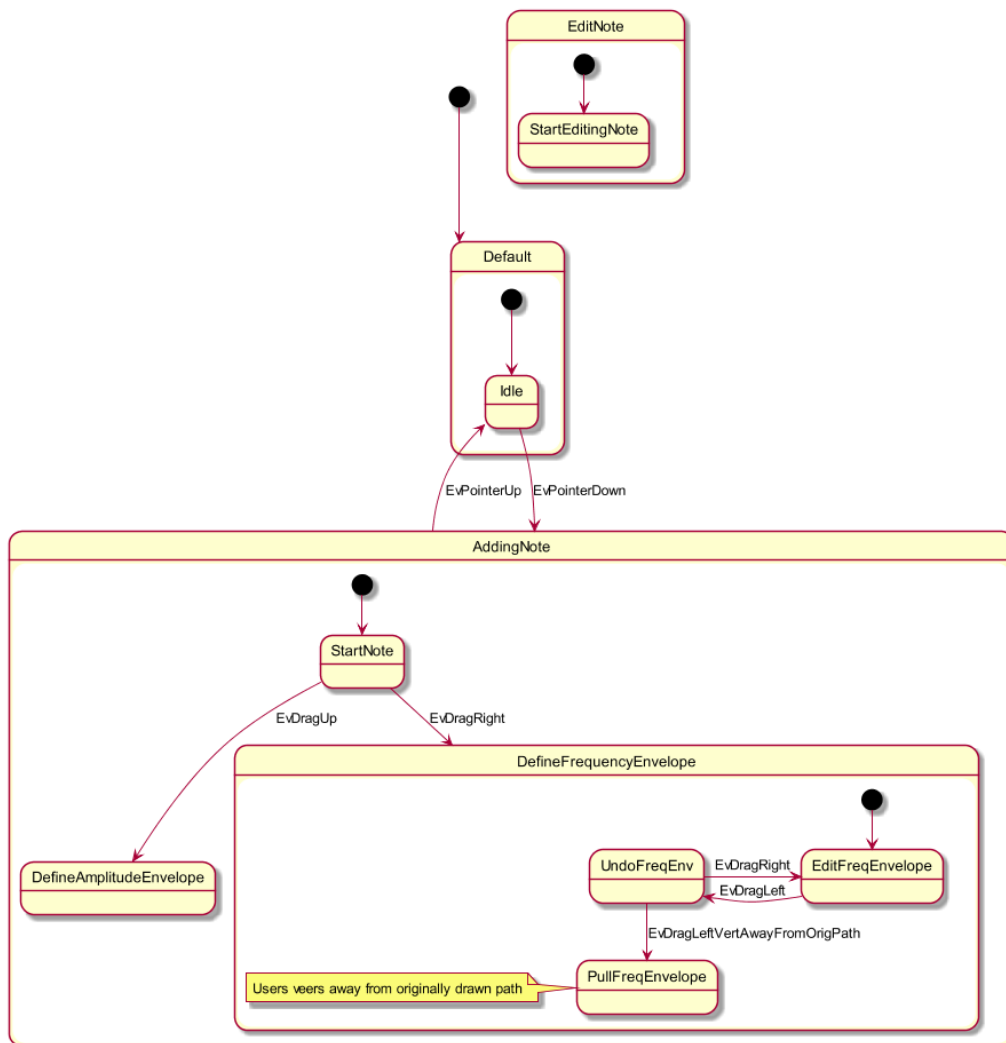 EditNote
StartEditingNote
Default
Idle
EvPointerUp
EvPointerDown
AddingNote
StartNote
EvDragUp
EvDragRight
DefineFrequencyEnvelope
DefineAmplitudeEnvelope
UndoFreqEnv
EvDragRight
EvDragLeft
EditFreqEnvelope
EvDragLeftVertAwayFromOrigPath
PullFreqEnvelope
Users veers away from originally drawn path